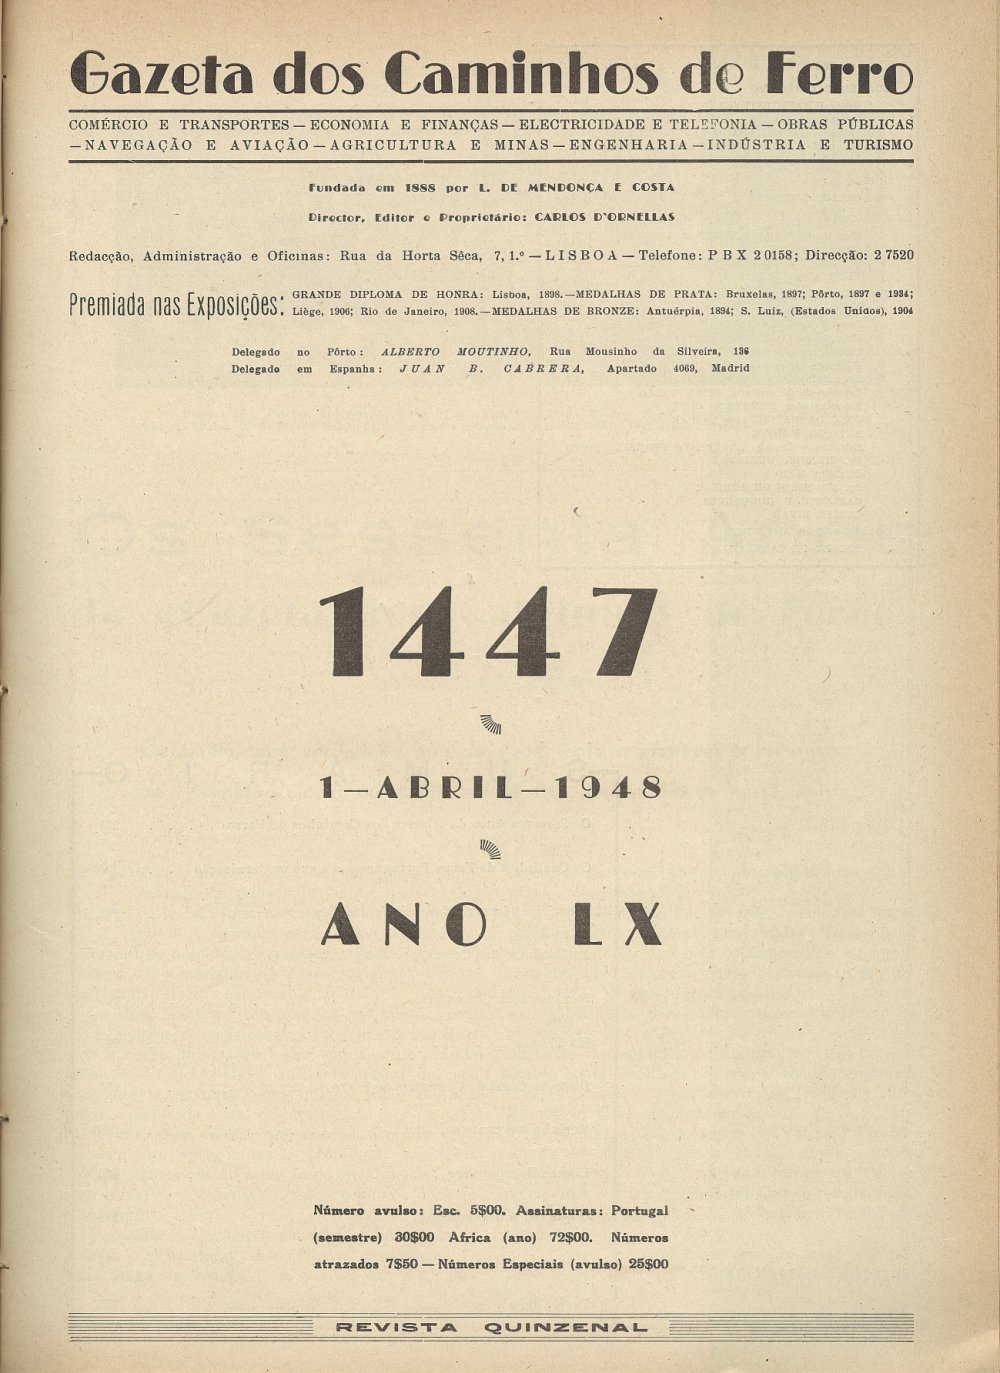 Gazeta dos Caminhos de Ferro
COMÉRCIO E TRANSPORTES — ECONOMIA E FINANÇAS — ELECTRICIDADE E TELEFONIA — OBRAS PÚBLICAS
— NAVEGAÇÃO E AVIAÇÃO — AGRICULTURA E MINAS — ENGENHARIA — INDÚSTRIA E TURISMO
Fundada em 1888 por L. DE MENDONÇA E COSTA
Director, Editor e Proprietário: CARLOS D'ORNELLAS
Redacção, Administração e Oficinas: Rua da Horta Sêca, 7, 1.º — LISBOA — Telefone: PBX 20158; Direcção: 27520
Premiada nas Exposições:
GRANDE DIPLOMA DE HONRA: Lisboa, 1898. — MEDALHAS DE PRATA: Bruxelas, 1897; Pôrto, 1897 e 1934;
Liège, 1906; Rio de Janeiro, 1908. — MEDALHAS DE BRONZE: Antuérpia, 1894; S. Luiz, (Estados Unidos), 1904
Delegado no Pôrto: ALBERTO MOUTINHO, Rua Mousinho da Silveira, 136
Delegado em Espanha: JUAN B. CABRERA, Apartado 4069, Madrid
1447
1—ABRIL—1948
ANO LX
Número avulso: Esc. 5$00. Assinaturas: Portugal
(semestre) 30$00 Africa (ano) 72$00. Números
atrazados 7$50 — Números Especiais (avulso) 25$00
REVISTA QUINZENAL